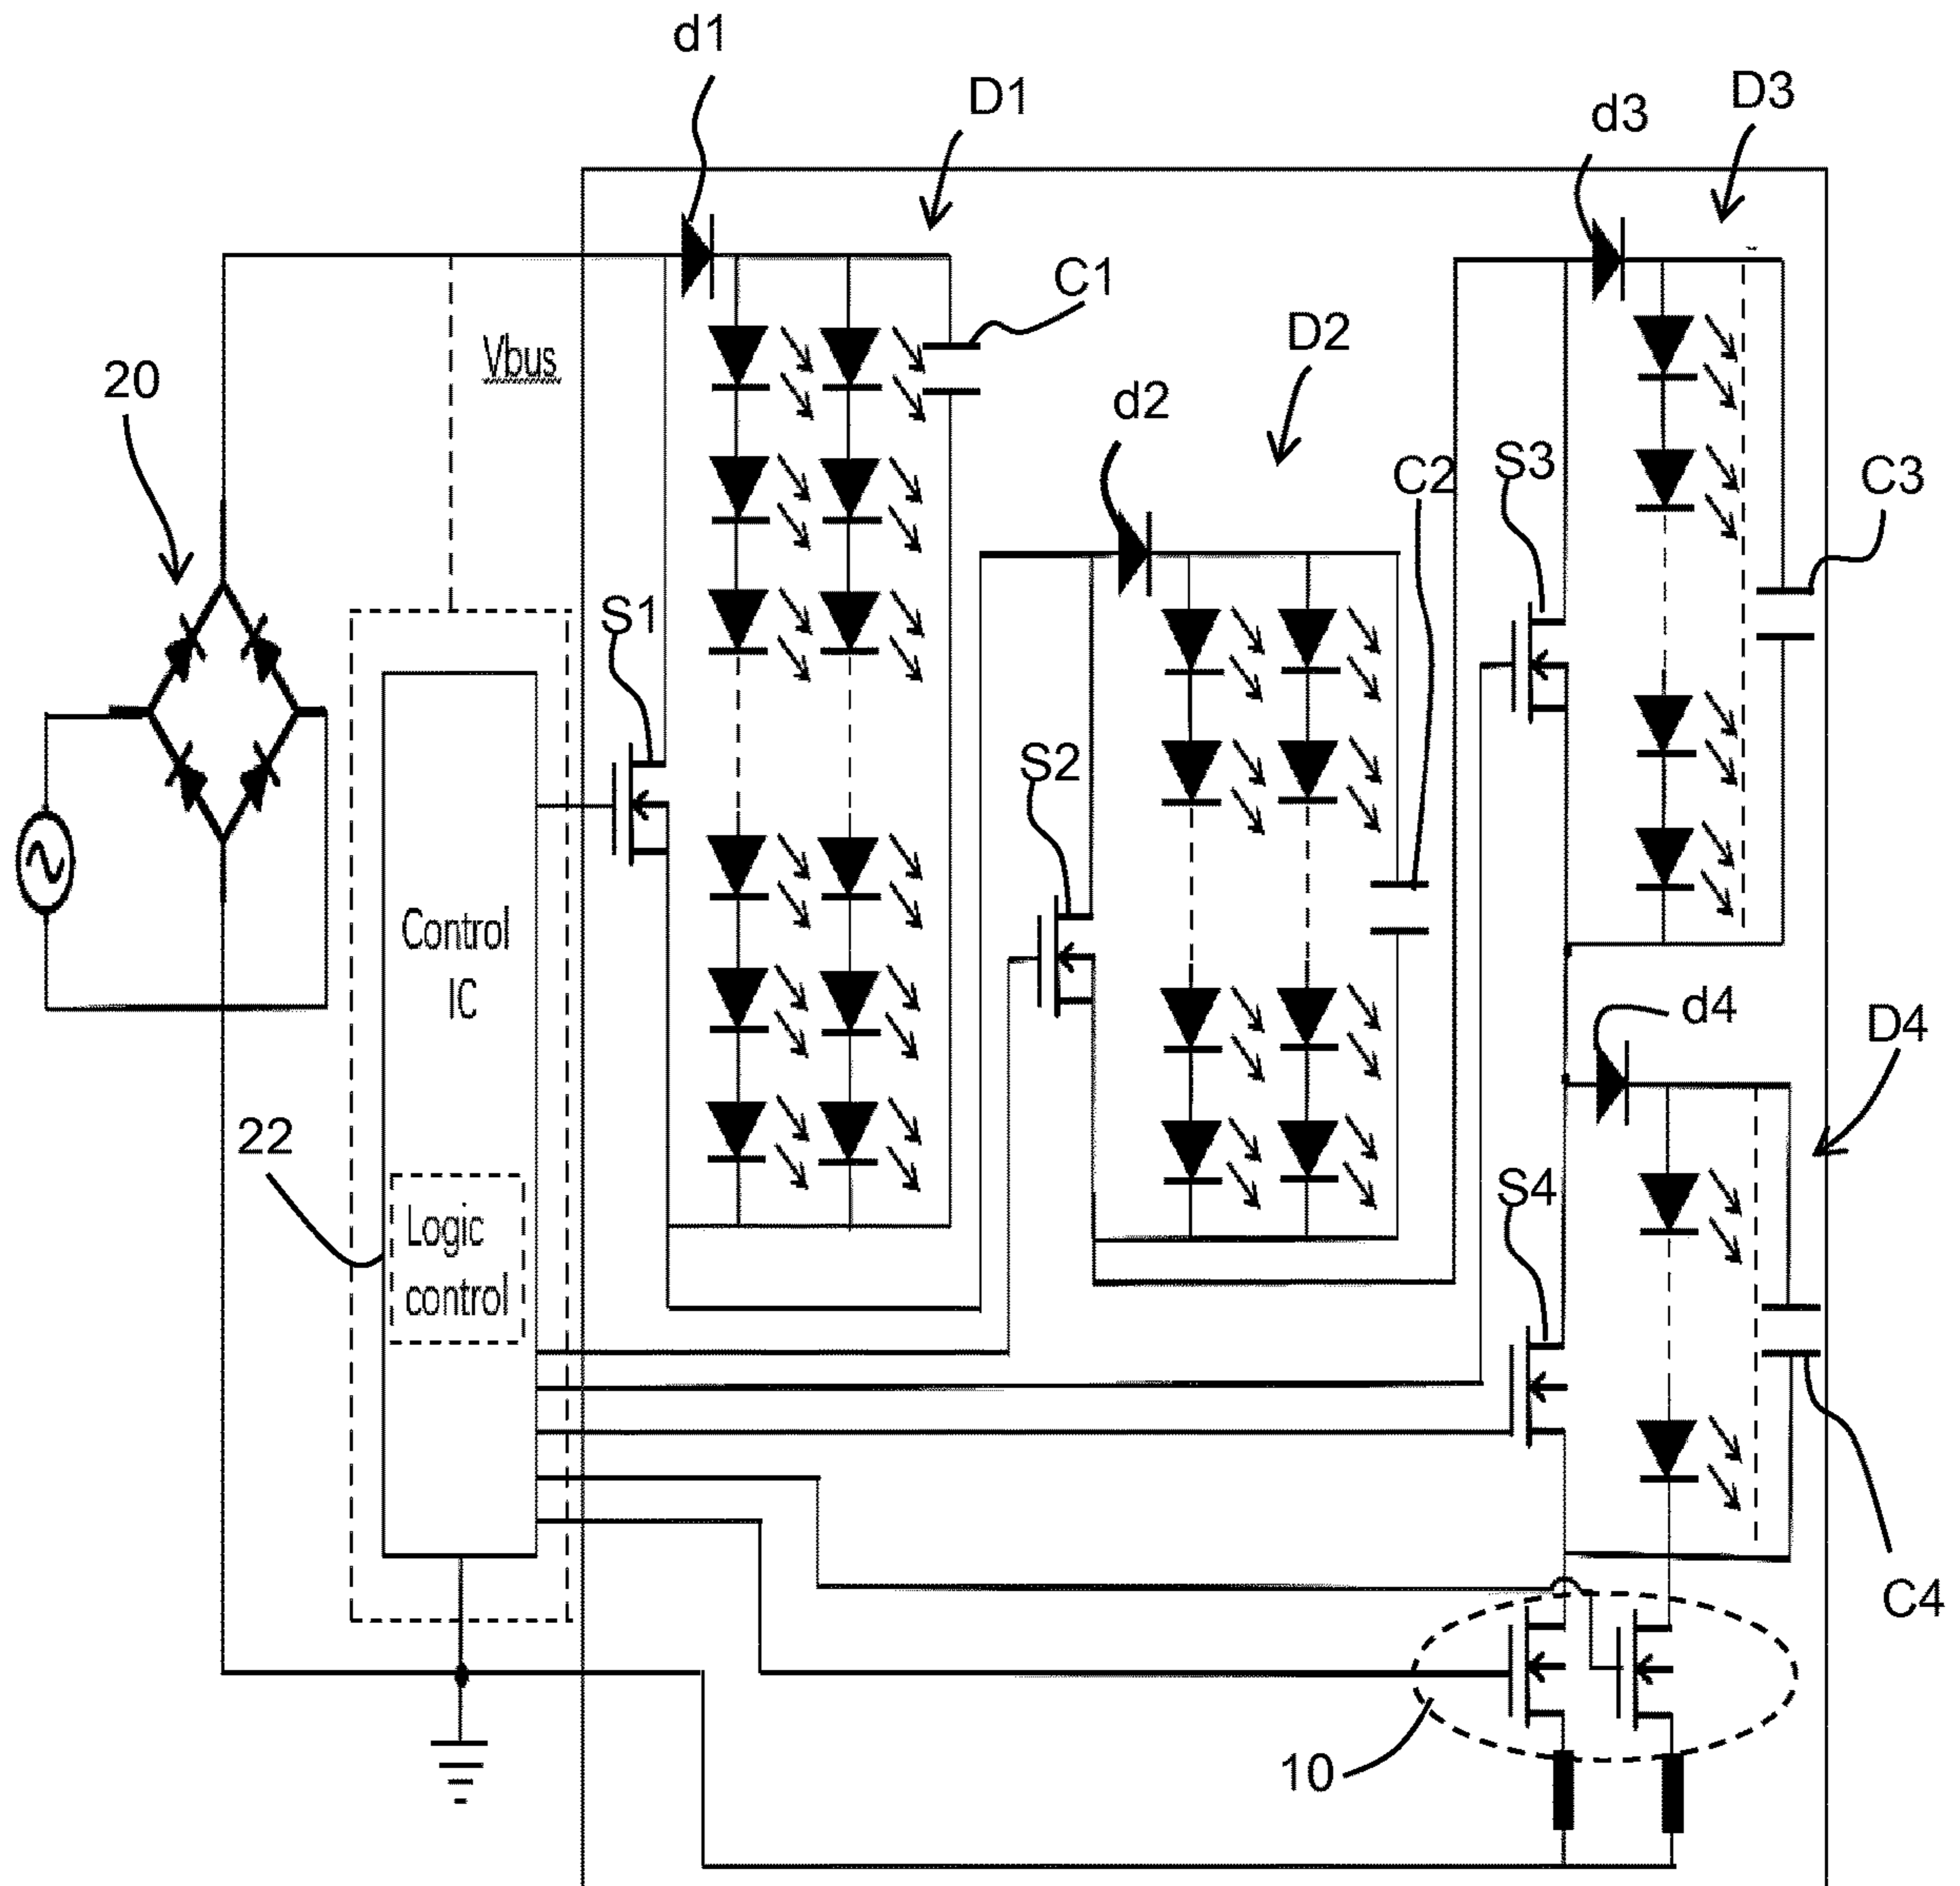 d1
D1
D3
d3
C1
Vbus
D2
20
d2
C2
S3
C3
S1
S2
Control
IC
d4
D4
22
S4
Logic
control
C4
10